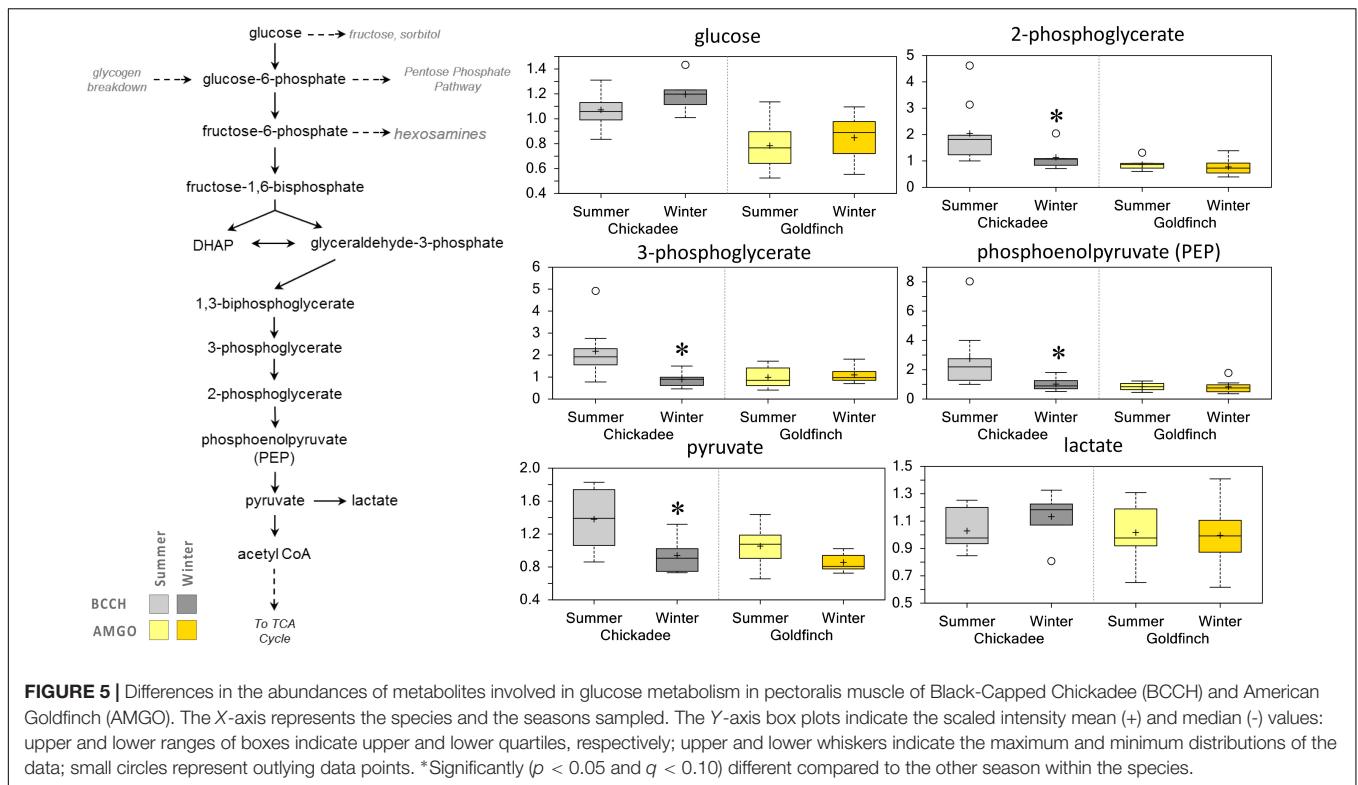 glucose
fructose, sorbitol
glycogen
breakdown
glucose-6-phosphate
Pentose Phosphate
Pathway
fructose-6-phosphate
hexosamines
fructose-1,6-bisphosphate
DHAP
glyceraldehyde-3-phosphate
1,3-biphosphoglycerate
3-phosphoglycerate
2-phosphoglycerate
phosphoenolpyruvate
(PEP)
pyruvate
lactate
acetyl CoA
To TCA
Cycle
Summer
Winter
BCCH
AMGO
glucose
1.4
1.2
1.0
0.8
0.6
0.4
Summer Winter Summer Winter
Chickadee Goldfinch
2-phosphoglycerate
5
4
3
2
1
0
*
Summer Winter Summer Winter
Chickadee Goldfinch
3-phosphoglycerate
6
5
4
3
2
1
0
*
Summer Winter Summer Winter
Chickadee Goldfinch
phosphoenolpyruvate (PEP)
8
6
4
2
0
*
Summer Winter Summer Winter
Chickadee Goldfinch
pyruvate
2.0
1.6
1.2
0.8
0.4
*
Summer Winter Summer Winter
Chickadee Goldfinch
lactate
1.5
1.3
1.1
0.9
0.7
0.5
Summer Winter Summer Winter
Chickadee Goldfinch
FIGURE 5 | Differences in the abundances of metabolites involved in glucose metabolism in pectoralis muscle of Black-Capped Chickadee (BCCH) and American
Goldfinch (AMGO). The X-axis represents the species and the seasons sampled. The Y-axis box plots indicate the scaled intensity mean (+) and median (-) values:
upper and lower ranges of boxes indicate upper and lower quartiles, respectively; upper and lower whiskers indicate the maximum and minimum distributions of the
data; small circles represent outlying data points. *Significantly (p < 0.05 and q < 0.10) different compared to the other season within the species.